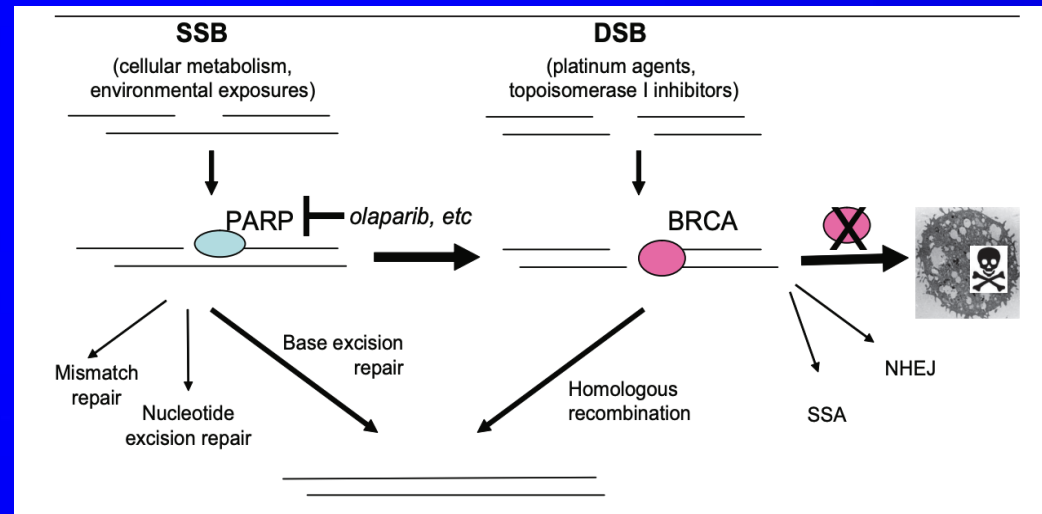 SSB
(cellular metabolism,
environmental exposures)
DSB
(platinum agents,
topoisomerase I inhibitors)
PARP
olaparib, etc
BRCA
X
Base excision
repair
Mismatch
repair
Nucleotide
excision repair
Homologous
recombination
NHEJ
SSA